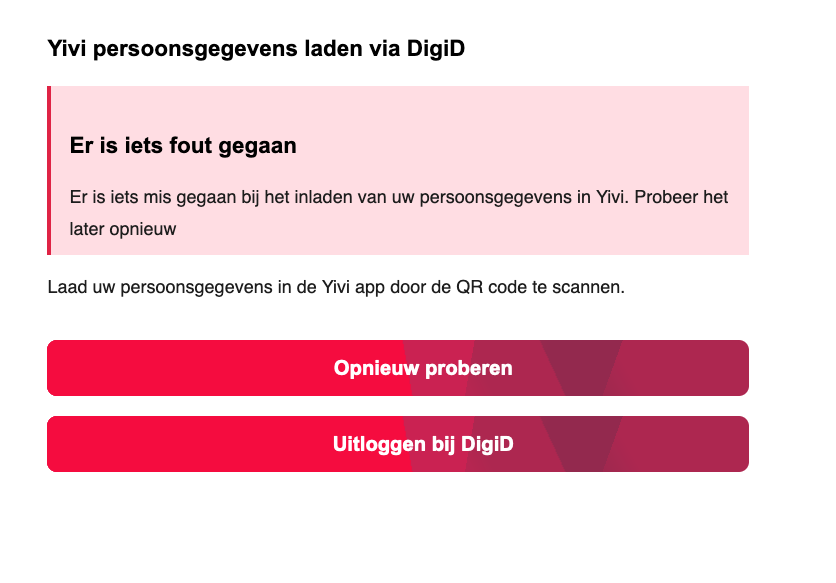 Yivi persoonsgegevens laden via DigiD
Er is iets fout gegaan
Er is iets mis gegaan bij het inladen van uw persoonsgegevens in Yivi. Probeer het
later opnieuw
Laad uw persoonsgegevens in de Yivi app door de QR code te scannen.
Opnieuw proberen
Uitloggen bij DigiD